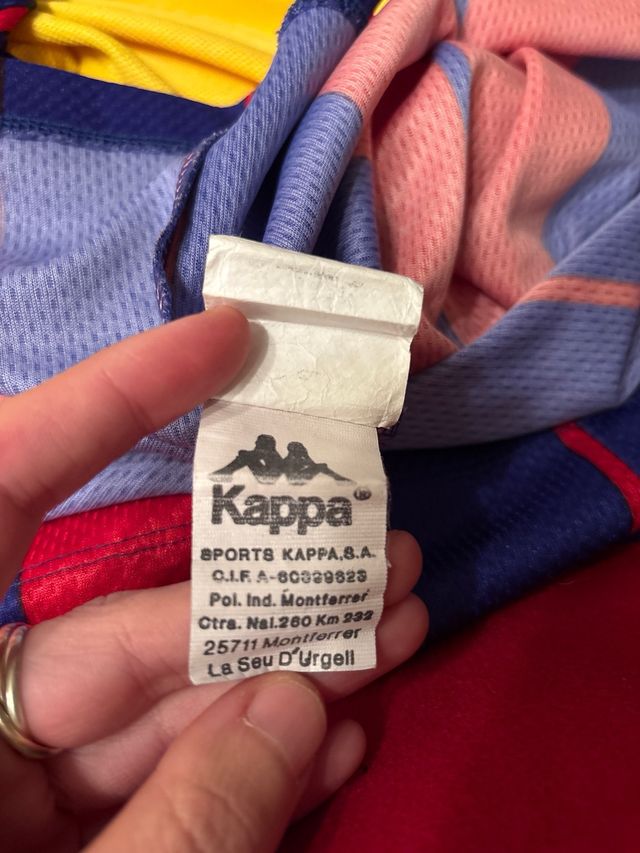 Kappa®
SPORTS KAPPA.S.A.
C.I.F. A-60399823
Pol. Ind. Montferrer
Ctra. Nal.260 Km 232
25711 Montferrer
La Seu D'Urgell